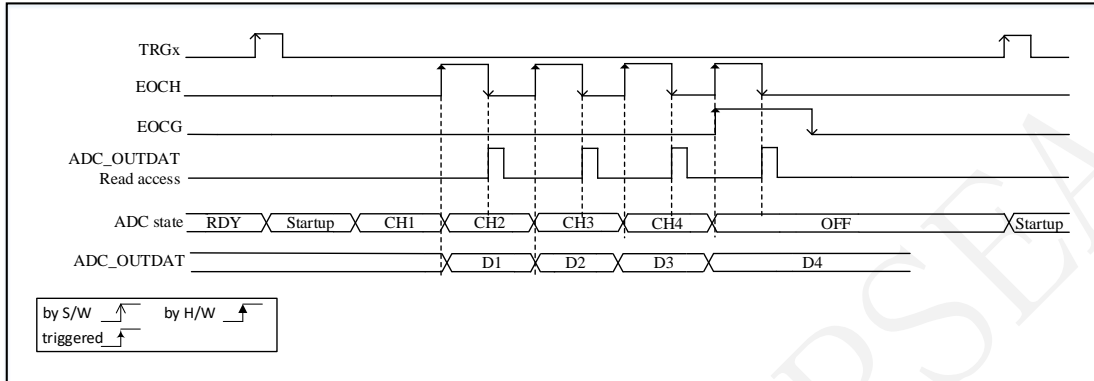 TRGx
EOCH
EOCG
ADC_OUTDAT
Read access
ADC state RDY Startup CH1 CH2 CH3 CH4 OFF Startup
ADC_OUTDAT D1 D2 D3 D4
by S/W by H/W
triggered
PSEA